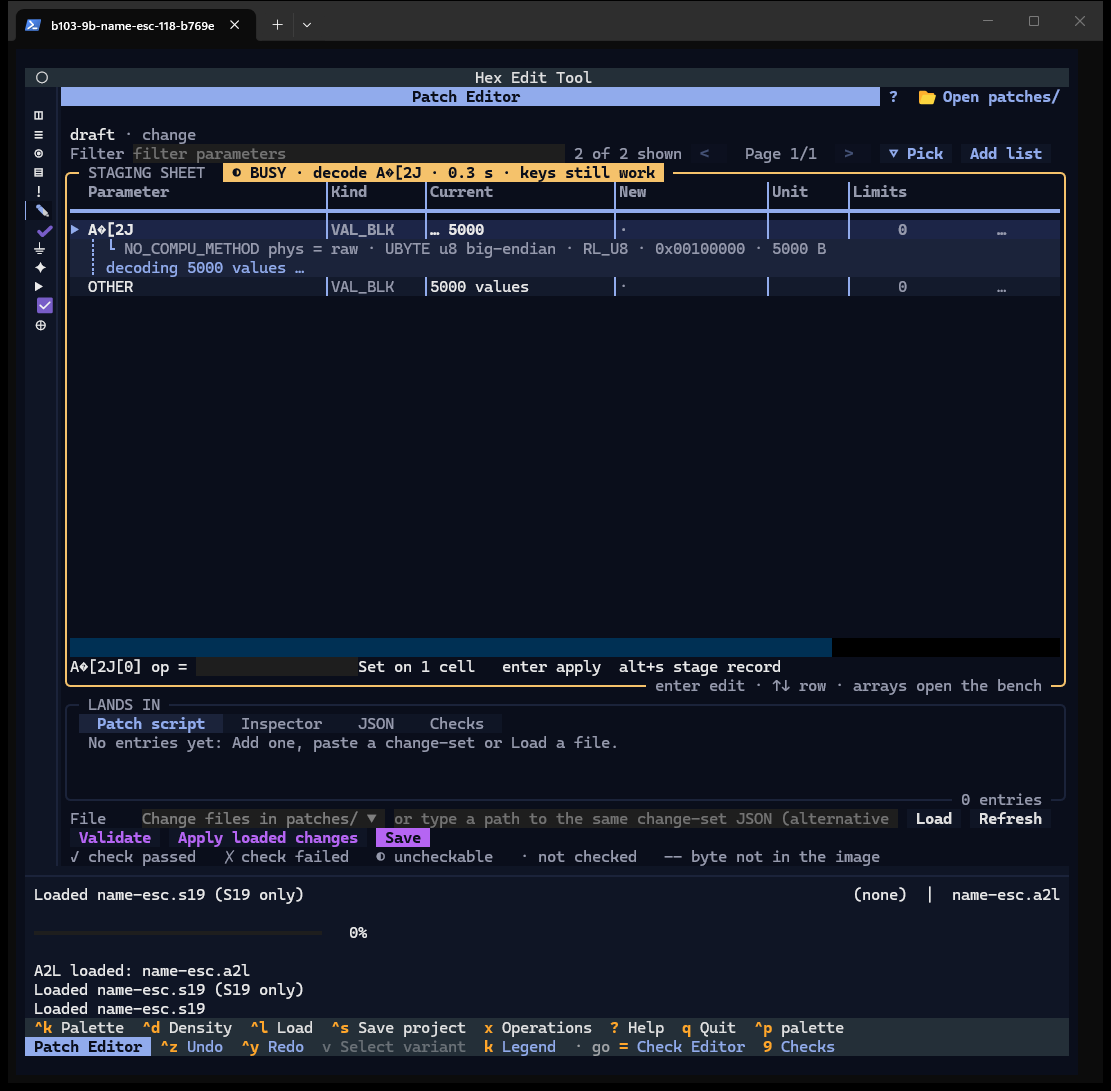 b103-9b-name-esc-118-b769e
Hex Edit Tool
Patch Editor ? Open patches/
draft · change
Filter filter parameters 2 of 2 shown < Page 1/1 > ▽ Pick Add list
STAGING SHEET ◐ BUSY · decode A�[2J · 0.3 s · keys still work
Parameter Kind Current New Unit Limits
▶ A�[2J VAL_BLK … 5000 · 0 …
└ NO_COMPU_METHOD phys = raw · UBYTE u8 big-endian · RL_U8 · 0x00100000 · 5000 B
decoding 5000 values …
OTHER VAL_BLK 5000 values · 0 …
A�[2J[0] op = Set on 1 cell enter apply alt+s stage record
enter edit · ↑↓ row · arrays open the bench
LANDS IN
Patch script Inspector JSON Checks
No entries yet: Add one, paste a change-set or Load a file.
0 entries
File Change files in patches/ ▼ or type a path to the same change-set JSON (alternative Load Refresh
Validate Apply loaded changes Save
✓ check passed ✗ check failed ◐ uncheckable · not checked —— byte not in the image
Loaded name-esc.s19 (S19 only) (none) | name-esc.a2l
0%
A2L loaded: name-esc.a2l
Loaded name-esc.s19 (S19 only)
Loaded name-esc.s19
^k Palette ^d Density ^l Load ^s Save project x Operations ? Help q Quit ^p palette
Patch Editor ^z Undo ^y Redo v Select variant k Legend · go = Check Editor 9 Checks